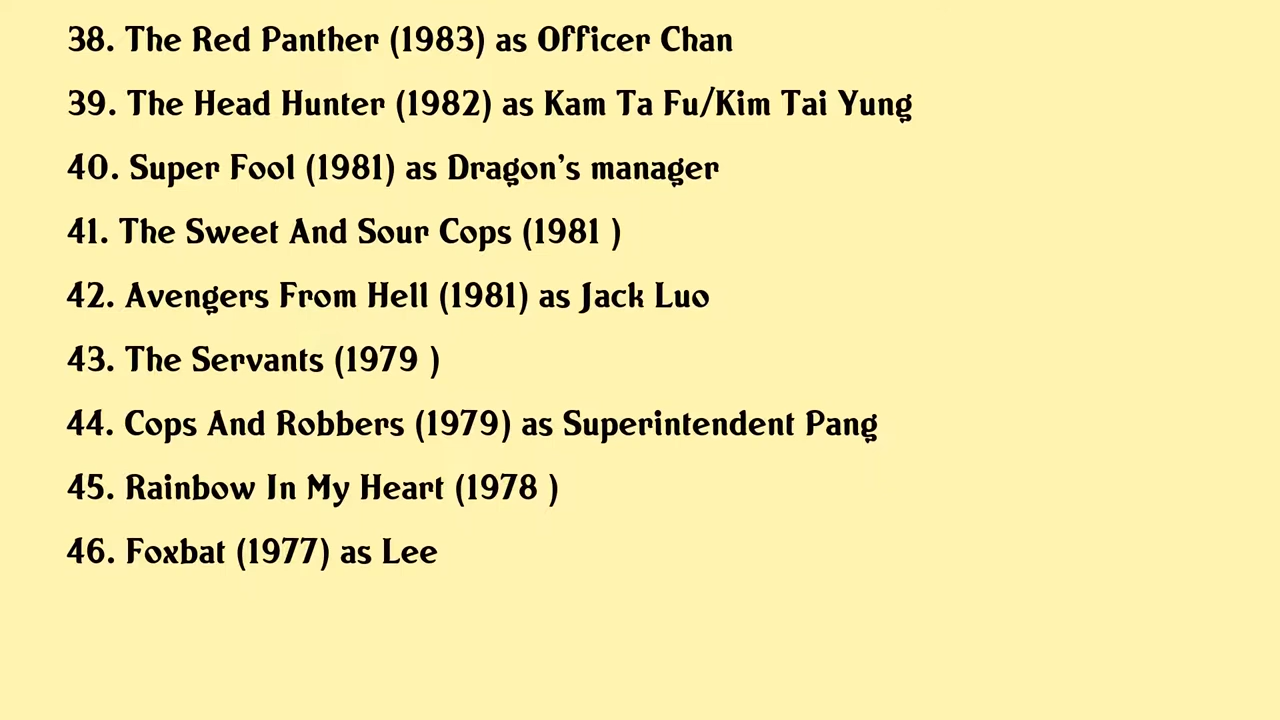 38. The Red Panther (1983) as Officer Chan
39. The Head Hunter (1982) as Kam Ta Fu/Kim Tai Yung
40. Super Fool (1981) as Dragon's manager
41. The Sweet And Sour Cops (1981 )
42. Avengers From Hell (1981) as Jack Luo
43. The Servants (1979 )
44. Cops And Robbers (1979) as Superintendent Pang
45. Rainbow In My Heart (1978 )
46. Foxbat (1977) as Lee